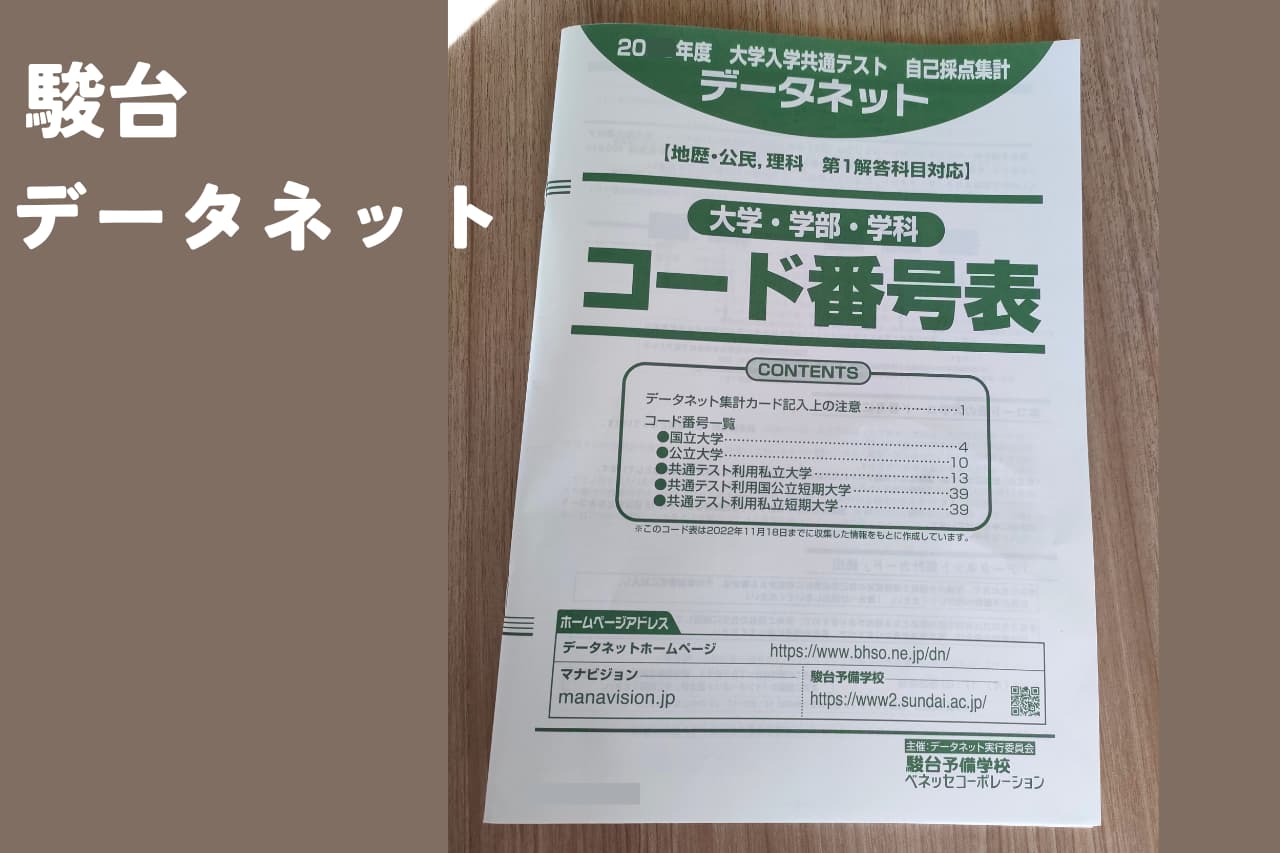 駿台
データネット
20 年度 大学入学共通テスト 自己採点集計
データネット
【地歴・公民, 理科 第1解答科目対応】
大学・学部・学科
コード番号表
CONTENTS
データネット集計カード記入上の注意……………………1
コード番号一覧
●国立大学……………………………………………4
●公立大学……………………………………………10
●共通テスト利用私立大学…………………………13
●共通テスト利用国公立短期大学…………………39
●共通テスト利用私立短期大学……………………39
※このコード表は2022年11月18日までに収集した情報をもとに作成しています。
ホームページアドレス
データネットホームページ https://www.bhso.ne.jp/dn/
マナビジョン
manavision.jp
駿台予備学校
https://www2.sundai.ac.jp/
主催:データネット実行委員会
駿台予備学校
ベネッセコーポレーション